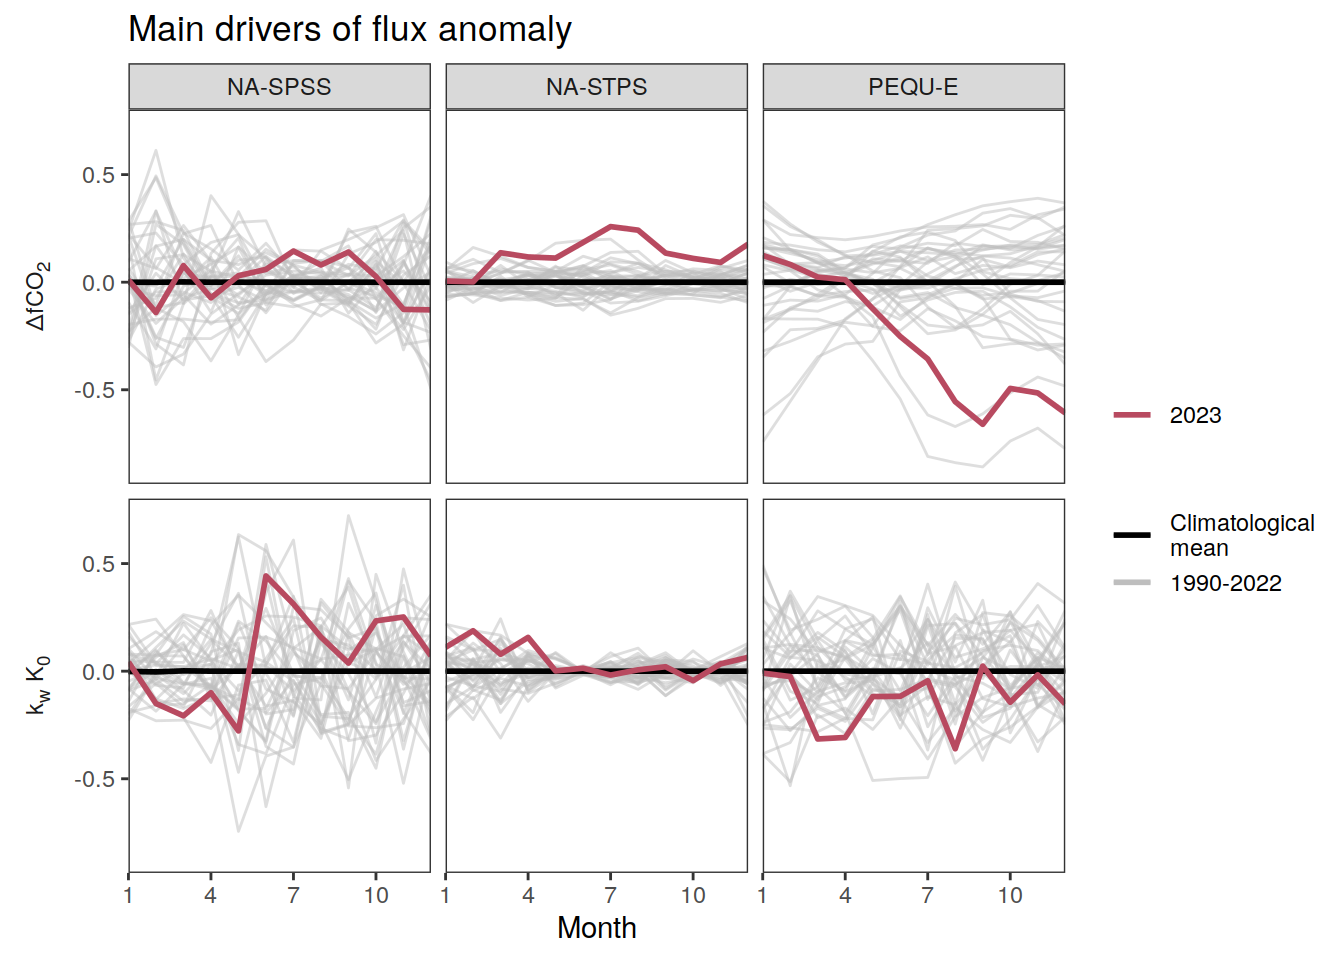 Main drivers of flux anomaly
NA-SPSS
NA-STPS
PEQU-E
ΔfCO₂
0.5
0.0
-0.5
k_w K₀
0.5
0.0
-0.5
1 4 7 10
1 4 7 10
1 4 7 10
Month
2023
Climatological
mean
1990-2022